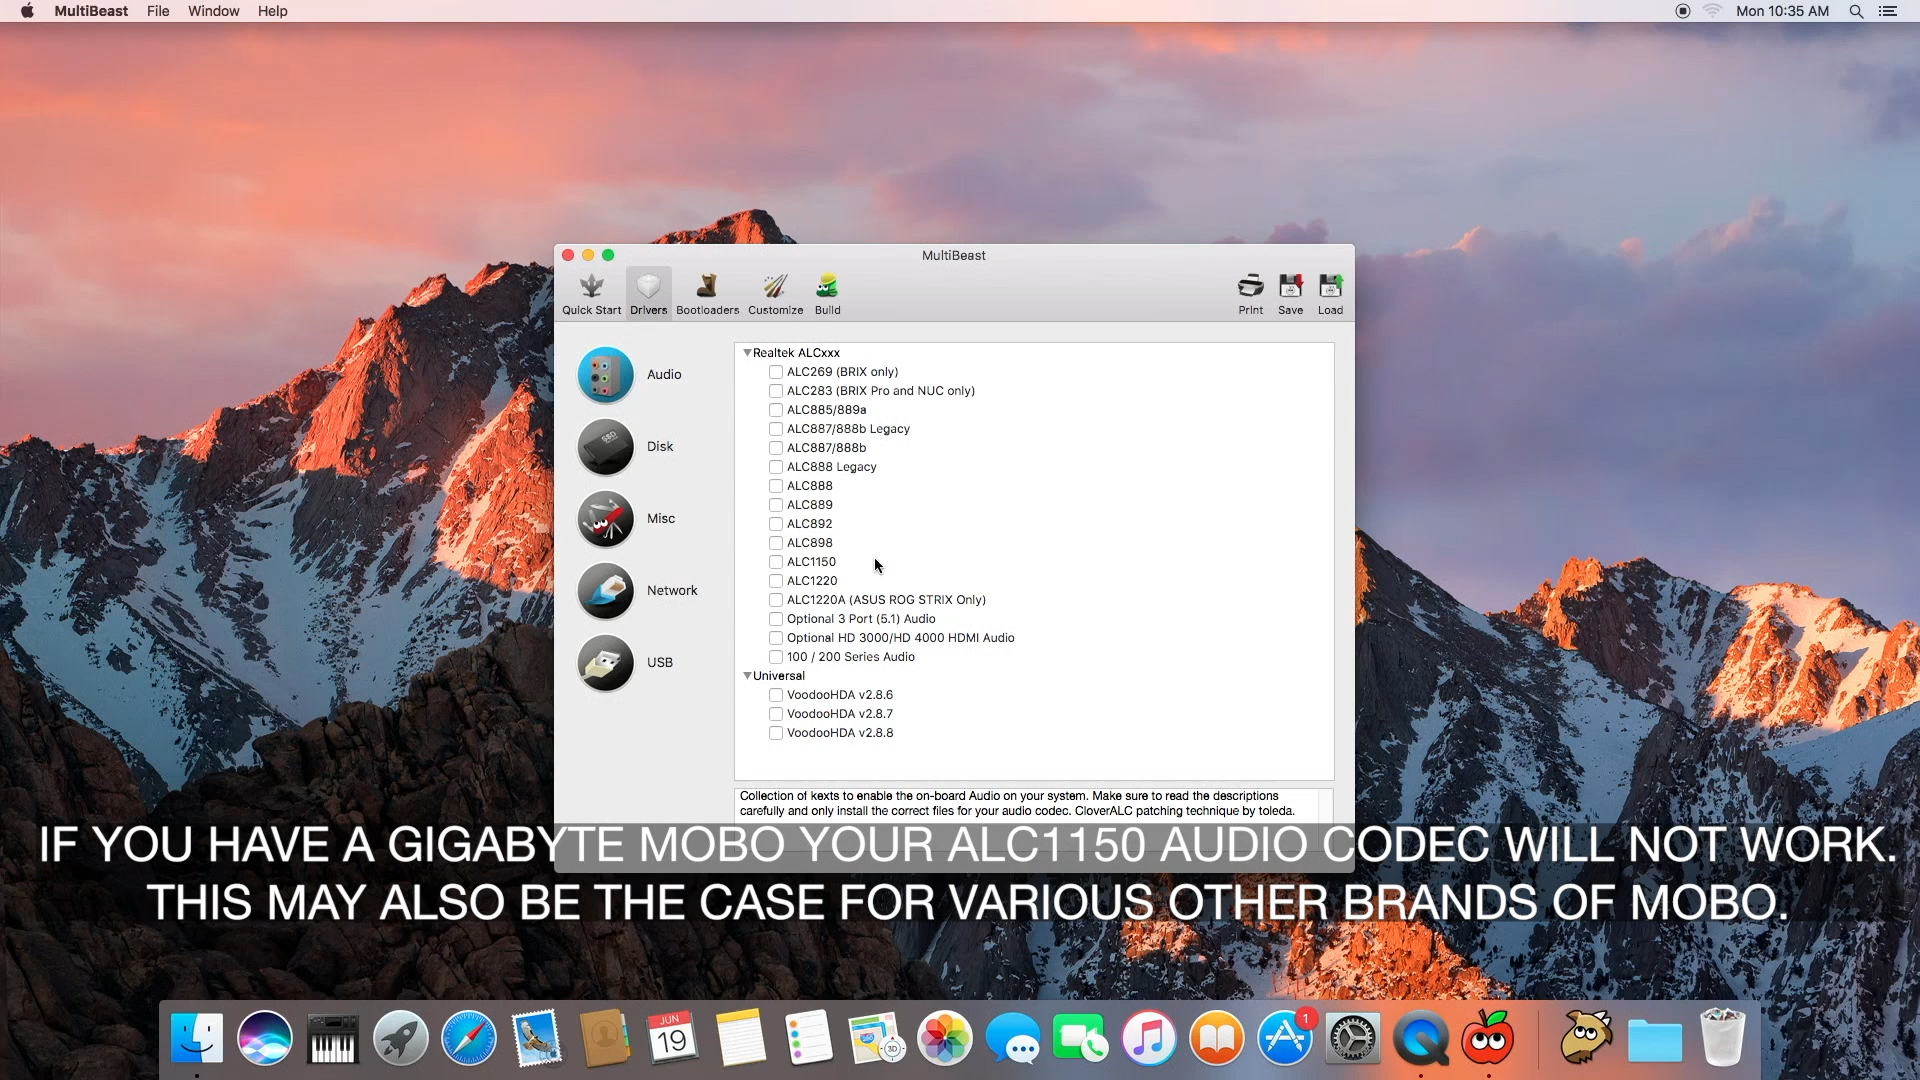 MultiBeast File Window Help Mon 10:35 AM
MultiBeast
Quick Start Drivers Bootloaders Customize Build Print Save Load
Audio
Disk
Misc
Network
USB
Realtek ALCxxx
ALC269 (BRIX only)
ALC283 (BRIX Pro and NUC only)
ALC885/889a
ALC887/888b Legacy
ALC887/888b
ALC888 Legacy
ALC888
ALC889
ALC892
ALC898
ALC1150
ALC1220
ALC1220A (ASUS ROG STRIX Only)
Optional 3 Port (5.1) Audio
Optional HD 3000/HD 4000 HDMI Audio
100 / 200 Series Audio
Universal
VoodooHDA v2.8.6
VoodooHDA v2.8.7
VoodooHDA v2.8.8
Collection of kexts to enable the on-board Audio on your system. Make sure to read the descriptions
carefully and only install the correct files for your audio codec. CloverALC patching technique by toleda.
IF YOU HAVE A GIGABYTE MOBO YOUR ALC1150 AUDIO CODEC WILL NOT WORK.
THIS MAY ALSO BE THE CASE FOR VARIOUS OTHER BRANDS OF MOBO.
JUN
19
3D
1